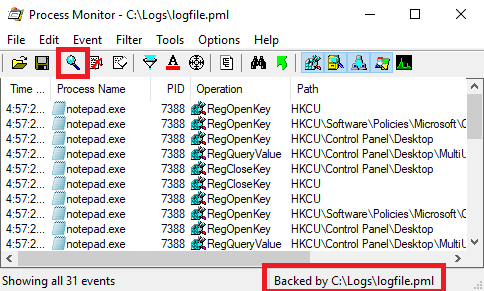 Process Monitor - C:\Logs\logfile.pml
File Edit Event Filter Tools Options Help
Time ... Process Name PID Operation Path
4:57:2... notepad.exe 7388 RegOpenKey HKCU
4:57:2... notepad.exe 7388 RegOpenKey HKCU\Software\Policies\Microsoft\C
4:57:2... notepad.exe 7388 RegOpenKey HKCU\Control Panel\Desktop
4:57:2... notepad.exe 7388 RegQueryValue HKCU\Control Panel\Desktop\MultiU
4:57:2... notepad.exe 7388 RegCloseKey HKCU\Control Panel\Desktop
4:57:2... notepad.exe 7388 RegCloseKey HKCU
4:57:2... notepad.exe 7388 RegOpenKey HKCU
4:57:2... notepad.exe 7388 RegOpenKey HKCU\Software\Policies\Microsoft\C
4:57:2... notepad.exe 7388 RegOpenKey HKCU\Control Panel\Desktop
4:57:2... notepad.exe 7388 RegQueryValue HKCU\Control Panel\Desktop\MultiU
Showing all 31 events Backed by C:\Logs\logfile.pml